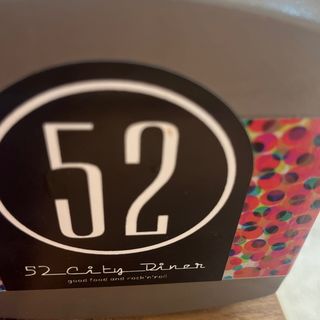 52
52 City Diner
good food and rock'n'roll